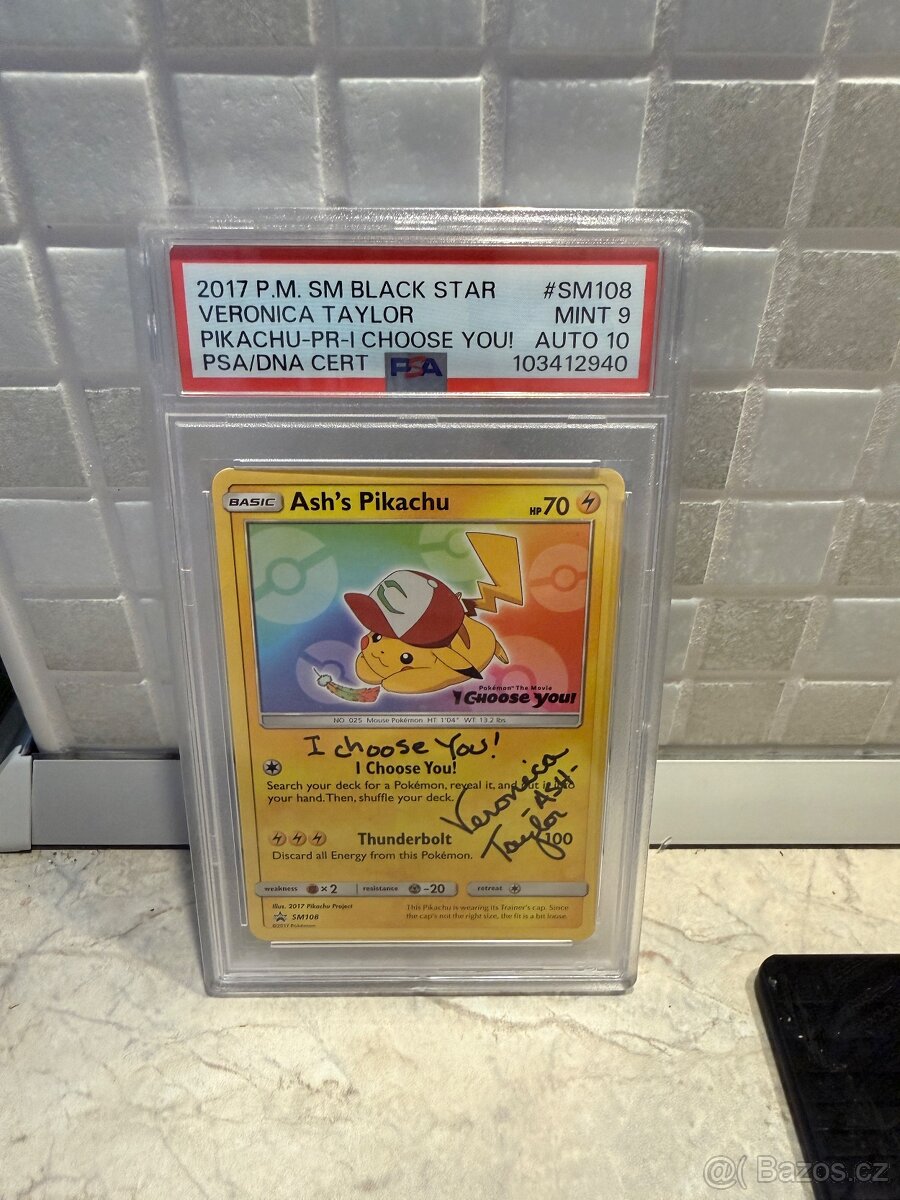 2017 P.M. SM BLACK STAR #SM108
VERONICA TAYLOR MINT 9
PIKACHU-PR-I CHOOSE YOU! AUTO 10
PSA/DNA CERT PSA 103412940
BASIC Ash's Pikachu HP 70
Pokémon The Movie
I Choose You!
NO. 025 Mouse Pokémon HT 1'04" WT 13.2 lbs
I choose You!
I Choose You!
Search your deck for a Pokémon, reveal it, and put it into
your hand. Then, shuffle your deck.
Veronica
-ASH-
Taylor
Thunderbolt 100
Discard all Energy from this Pokémon.
weakness ×2 resistance -20 retreat
Illus. 2017 Pikachu Project
SM108
©2017 Pokémon
This Pikachu is wearing its Trainer's cap. Since
the cap's not the right size, the fit is a bit loose.
@( Bazos.cz